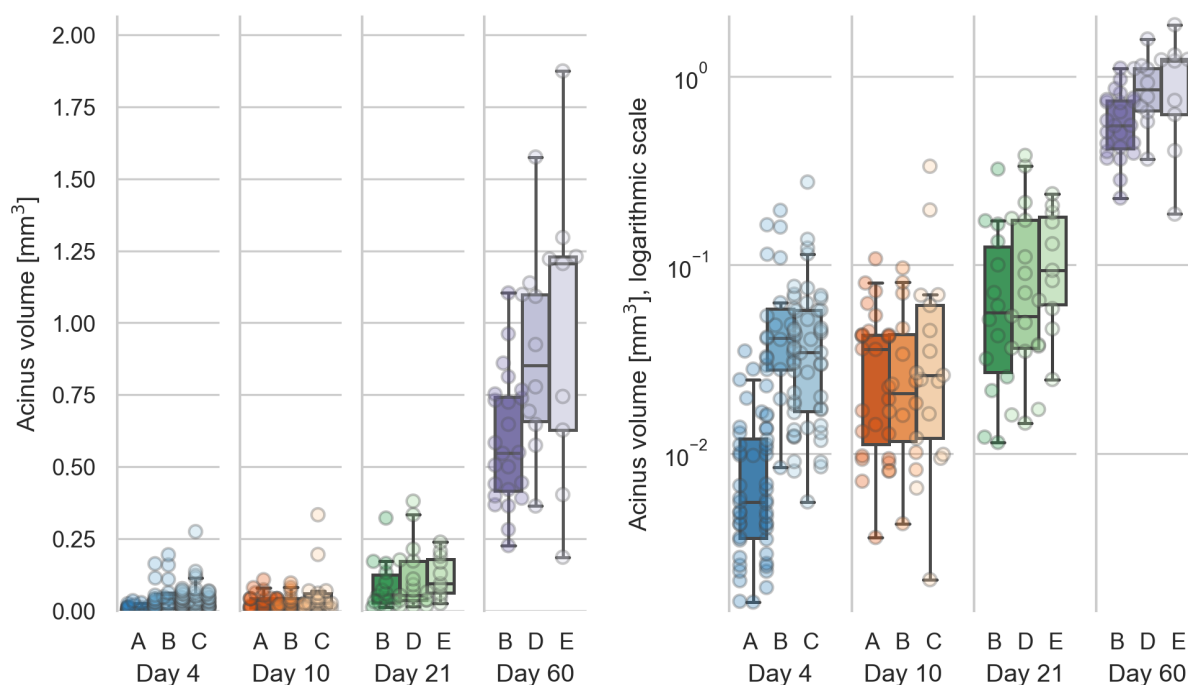 Acinus volume [mm³]
2.00
1.75
1.50
1.25
1.00
0.75
0.50
0.25
0.00
A B C
Day 4
A B C
Day 10
B D E
Day 21
B D E
Day 60
Acinus volume [mm³], logarithmic scale
10⁰
10⁻¹
10⁻²
A B C
Day 4
A B C
Day 10
B D E
Day 21
B D E
Day 60